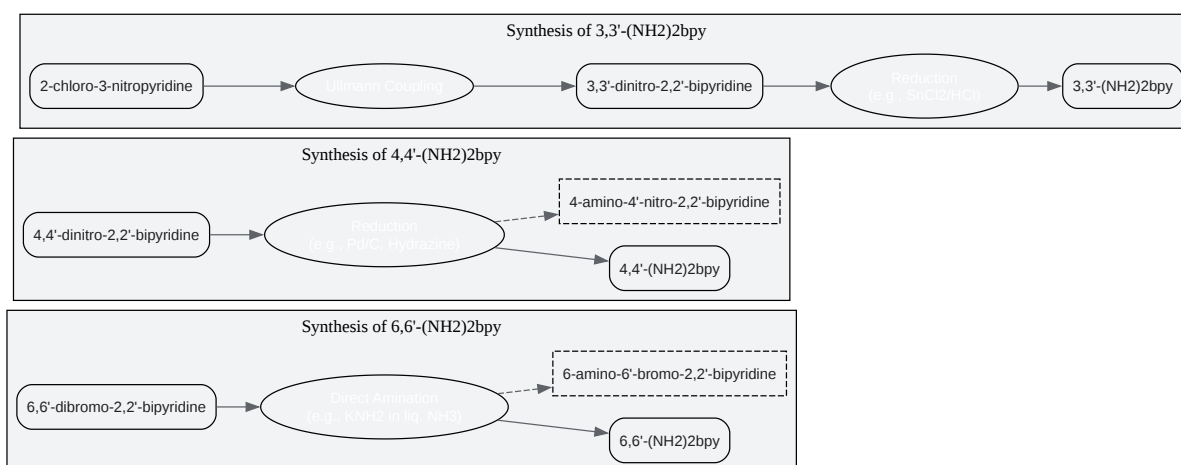 Synthesis of 3,3'-(NH2)2bpy
2-chloro-3-nitropyridine
Ullmann Coupling
3,3'-dinitro-2,2'-bipyridine
Reduction
(e.g., SnCl2/HCl)
3,3'-(NH2)2bpy
Synthesis of 4,4'-(NH2)2bpy
4,4'-dinitro-2,2'-bipyridine
Reduction
(e.g., Pd/C, Hydrazine)
4-amino-4'-nitro-2,2'-bipyridine
4,4'-(NH2)2bpy
Synthesis of 6,6'-(NH2)2bpy
6,6'-dibromo-2,2'-bipyridine
Direct Amination
(e.g., KNH2 in liq. NH3)
6-amino-6'-bromo-2,2'-bipyridine
6,6'-(NH2)2bpy